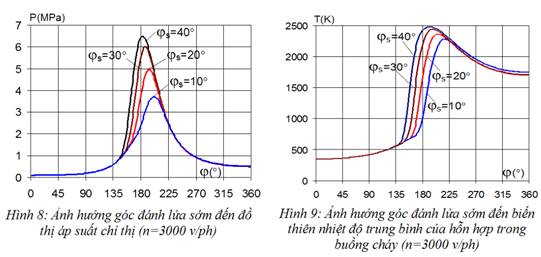 P(MPa)
φs=40°
φs=30°
φs=20°
φs=10°
7
6
5
4
3
2
1
0
0 45 90 135 180 225 270 315 360
φ(°)
Hình 8: Ảnh hưởng góc đánh lửa sớm đến đồ
thị áp suất chỉ thị (n=3000 v/ph)
T(K)
φs=40°
φs=30°
φs=20°
φs=10°
2500
2000
1500
1000
500
0
0 45 90 135 180 225 270 315 360
φ(°)
Hình 9: Ảnh hưởng góc đánh lửa sớm đến biến
thiên nhiệt độ trung bình của hỗn hợp trong
buồng cháy (n=3000 v/ph)